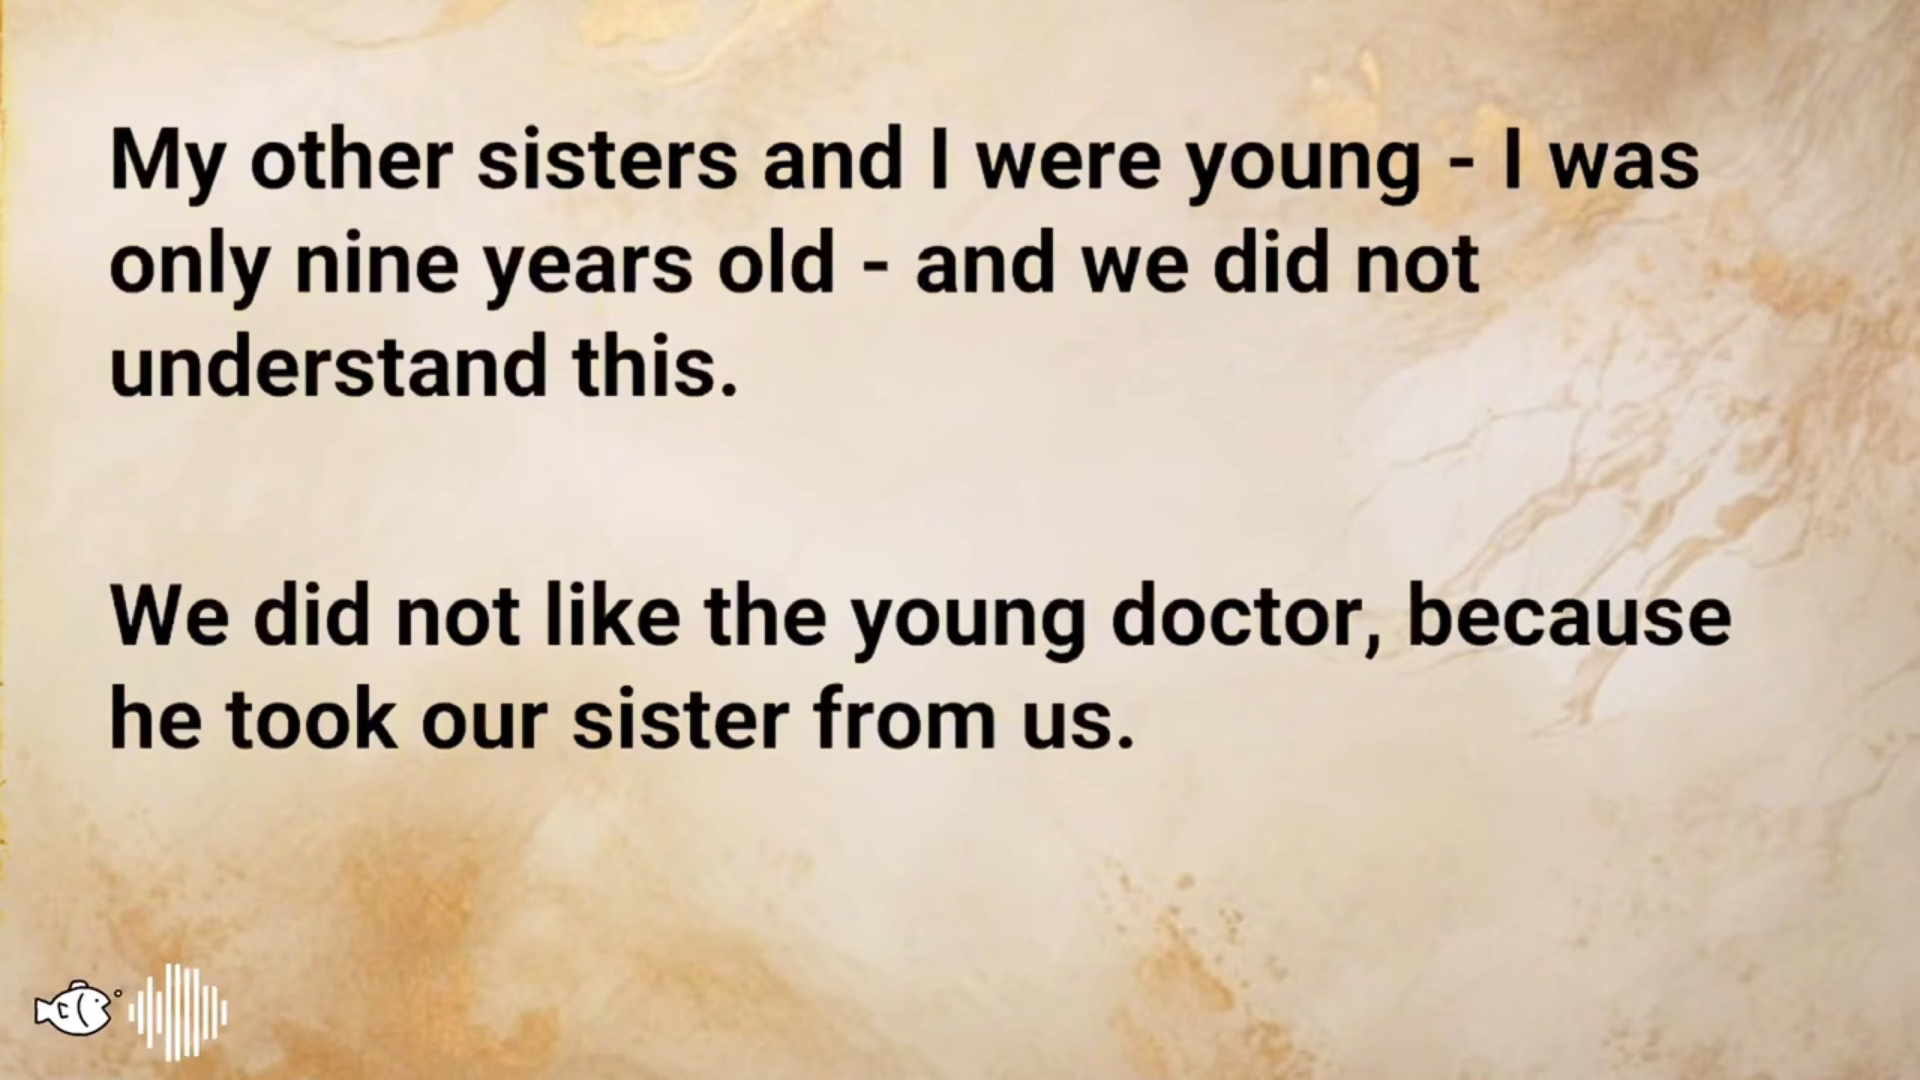 My other sisters and I were young - I was
only nine years old - and we did not
understand this.
We did not like the young doctor, because
he took our sister from us.